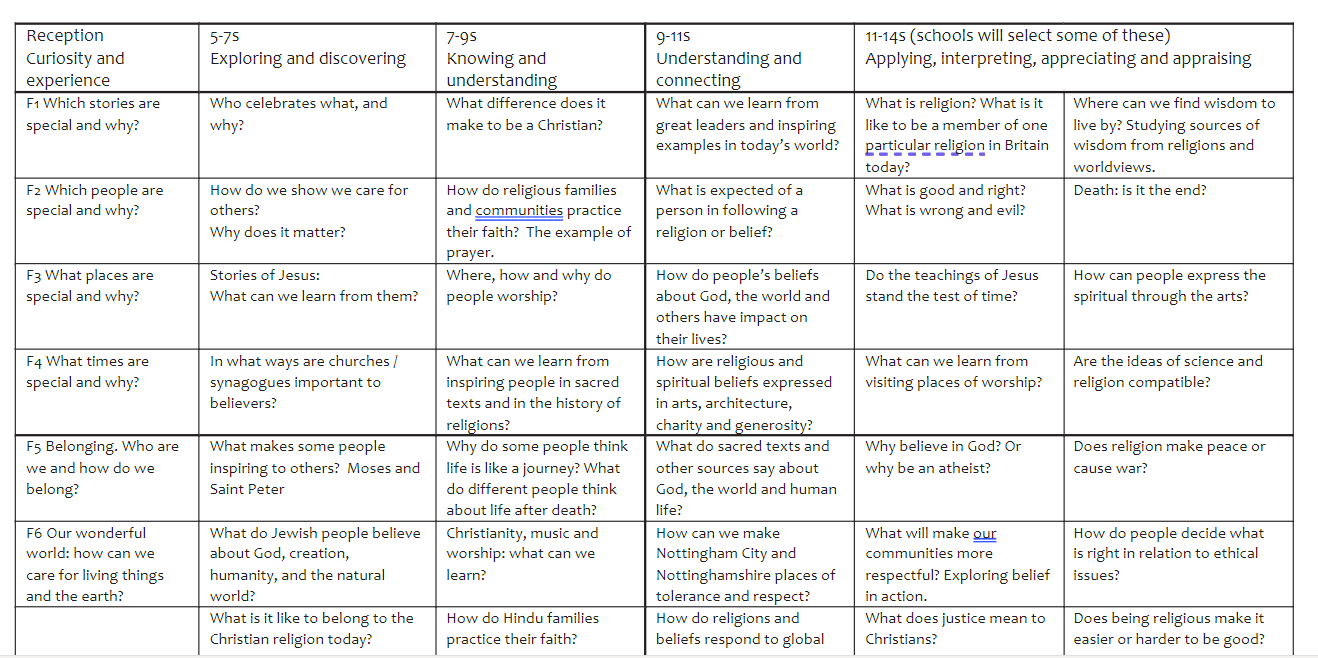 Reception
Curiosity and
experience
5-7s
Exploring and discovering
7-9s
Knowing and
understanding
9-11s
Understanding and
connecting
11-14s (schools will select some of these)
Applying, interpreting, appreciating and appraising
F1 Which stories are
special and why?
Who celebrates what, and
why?
What difference does it
make to be a Christian?
What can we learn from
great leaders and inspiring
examples in today's world?
What is religion? What is it
like to be a member of one
particular religion in Britain
today?
Where can we find wisdom to
live by? Studying sources of
wisdom from religions and
worldviews.
F2 Which people are
special and why?
How do we show we care for
others?
Why does it matter?
How do religious families
and communities practice
their faith? The example of
prayer.
What is expected of a
person in following a
religion or belief?
What is good and right?
What is wrong and evil?
Death: is it the end?
F3 What places are
special and why?
Stories of Jesus:
What can we learn from them?
Where, how and why do
people worship?
How do people's beliefs
about God, the world and
others have impact on
their lives?
Do the teachings of Jesus
stand the test of time?
How can people express the
spiritual through the arts?
F4 What times are
special and why?
In what ways are churches /
synagogues important to
believers?
What can we learn from
inspiring people in sacred
texts and in the history of
religions?
How are religious and
spiritual beliefs expressed
in arts, architecture,
charity and generosity?
What can we learn from
visiting places of worship?
Are the ideas of science and
religion compatible?
F5 Belonging. Who are
we and how do we
belong?
What makes some people
inspiring to others? Moses and
Saint Peter
Why do some people think
life is like a journey? What
do different people think
about life after death?
What do sacred texts and
other sources say about
God, the world and human
life?
Why believe in God? Or
why be an atheist?
Does religion make peace or
cause war?
F6 Our wonderful
world: how can we
care for living things
and the earth?
What do Jewish people believe
about God, creation,
humanity, and the natural
world?
Christianity, music and
worship: what can we
learn?
How can we make
Nottingham City and
Nottinghamshire places of
tolerance and respect?
What will make our
communities more
respectful? Exploring belief
in action.
How do people decide what
is right in relation to ethical
issues?
What is it like to belong to the
Christian religion today?
How do Hindu families
practice their faith?
How do religions and
beliefs respond to global
What does justice mean to
Christians?
Does being religious make it
easier or harder to be good?